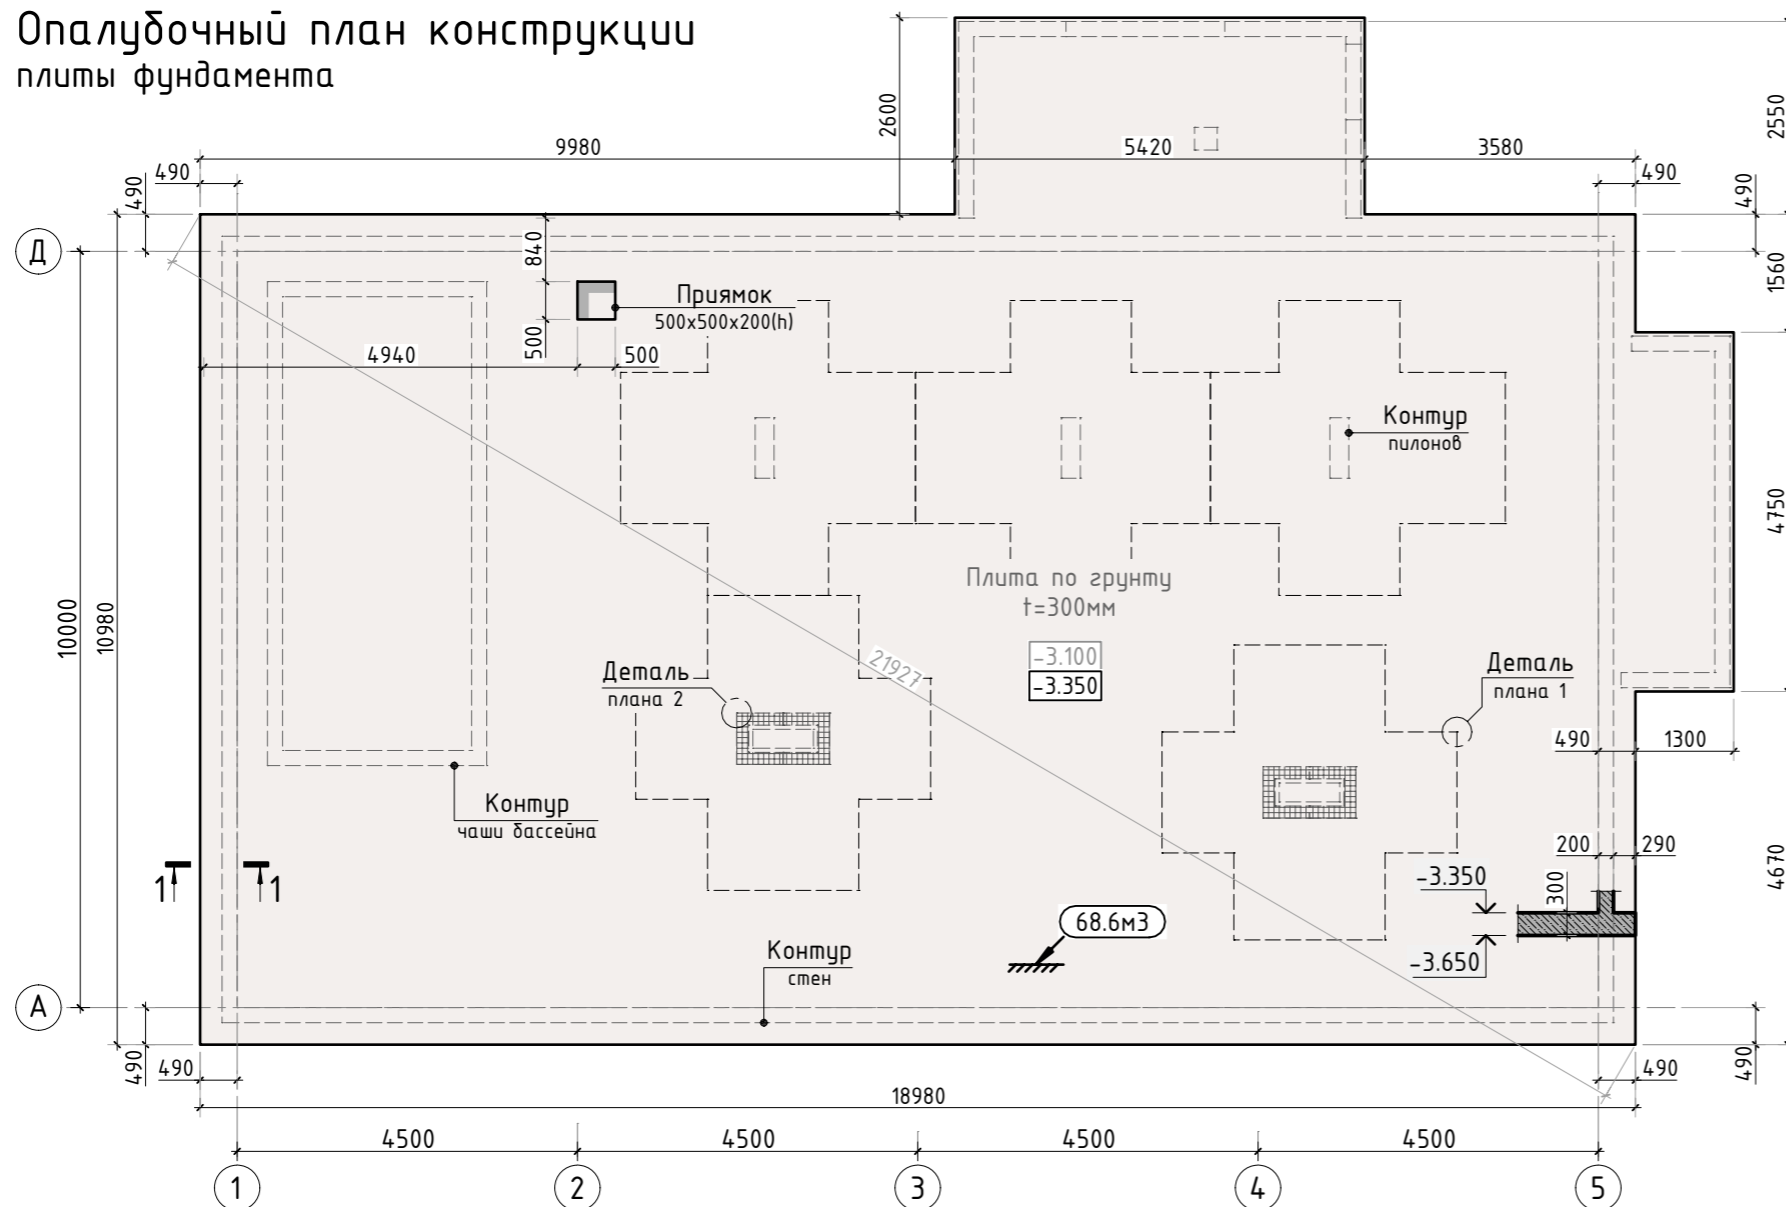 Опалубочный план конструкции
плиты фундамента
2600
2550
9980
5420
3580
490
490
490
490
Д
840
Приямок
500х500х200(h)
500
4940
500
1560
Контур
пилонов
4750
Плита по грунту
t=300мм
-3.100
-3.350
21927
10000
10980
Деталь
плана 2
Деталь
плана 1
490
1300
Контур
чаши бассейна
200
290
1
1
-3.350
300
4670
68.6м3
-3.650
Контур
стен
А
490
490
490
490
18980
4500
4500
4500
4500
1
2
3
4
5